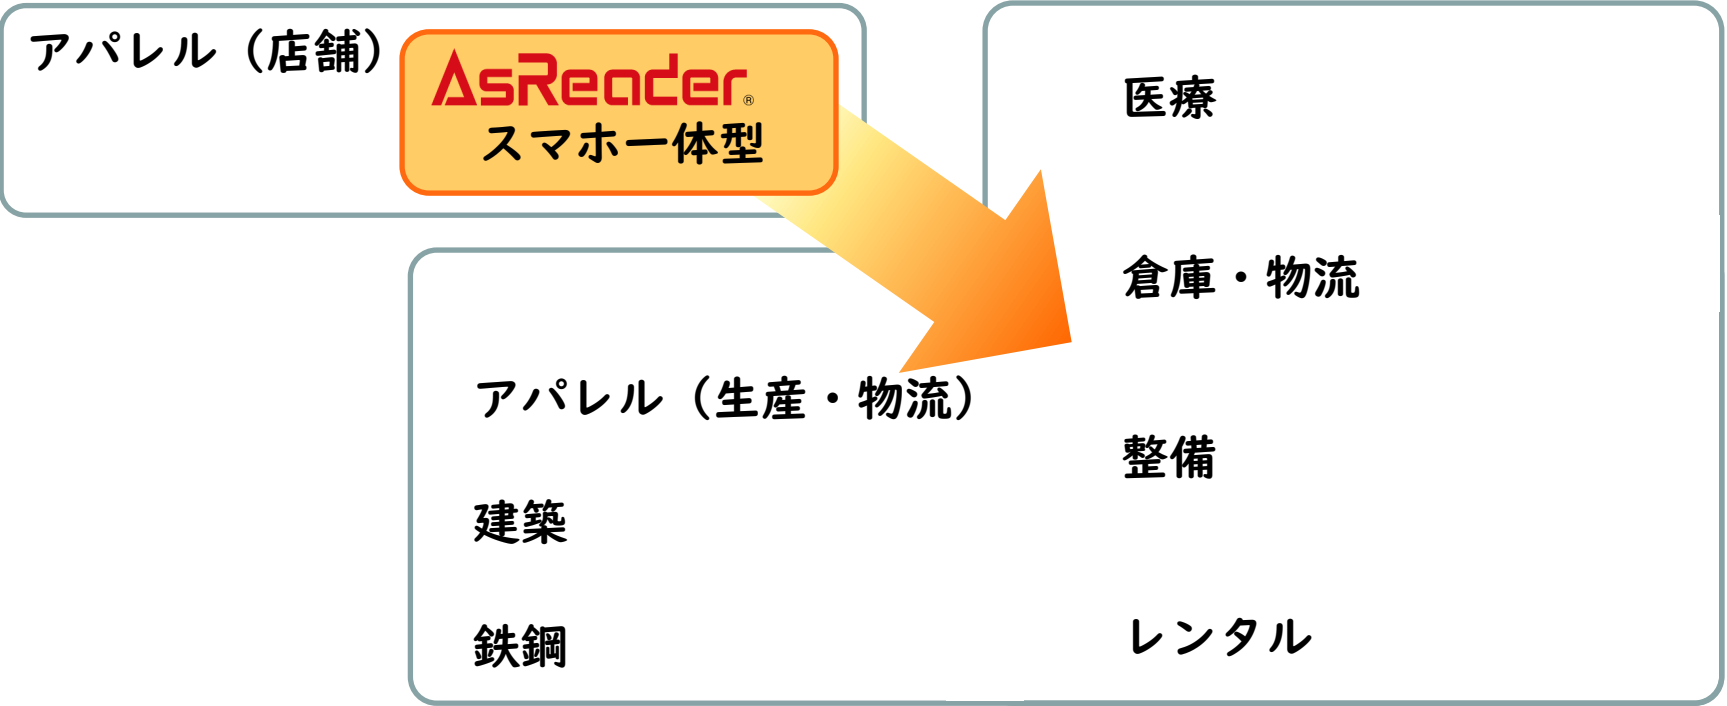 アパレル（店舗）
AsReader®
スマホ一体型
医療
倉庫・物流
アパレル（生産・物流）
整備
建築
鉄鋼
レンタル